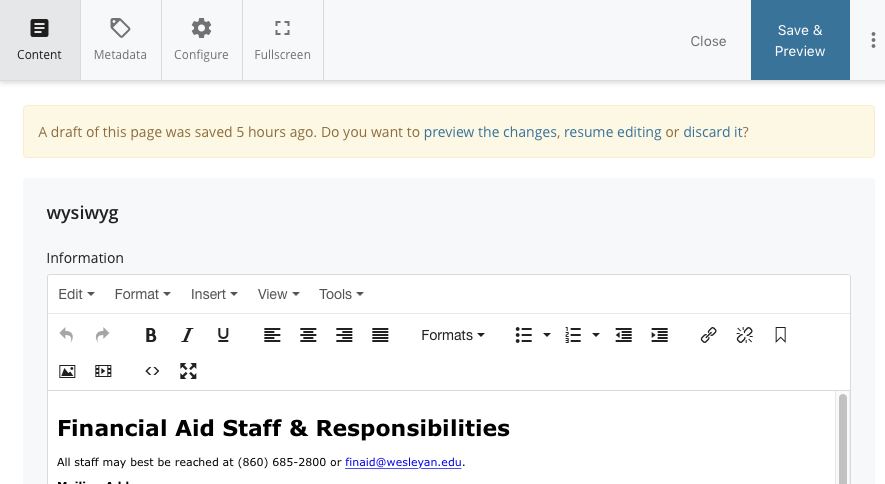 Content
Metadata
Configure
Fullscreen
Close
Save &
Preview
A draft of this page was saved 5 hours ago. Do you want to preview the changes, resume editing or discard it?
wysiwyg
Information
Edit Format Insert View Tools
B I U Formats
Financial Aid Staff & Responsibilities
All staff may best be reached at (860) 685-2800 or finaid@wesleyan.edu.